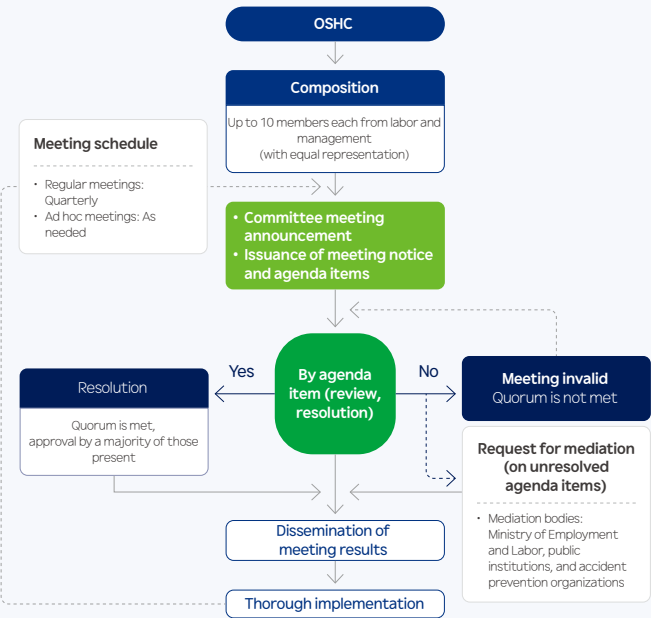 OSHC
Composition
Up to 10 members each from labor and
management
(with equal representation)
Meeting schedule
• Regular meetings:
Quarterly
• Ad hoc meetings: As
needed
• Committee meeting
announcement
• Issuance of meeting notice
and agenda items
By agenda
item (review,
resolution)
Yes
No
Resolution
Quorum is met,
approval by a majority of those
present
Meeting invalid
Quorum is not met
Request for mediation
(on unresolved
agenda items)
• Mediation bodies:
Ministry of Employment
and Labor, public
institutions, and accident
prevention organizations
Dissemination of
meeting results
Thorough implementation